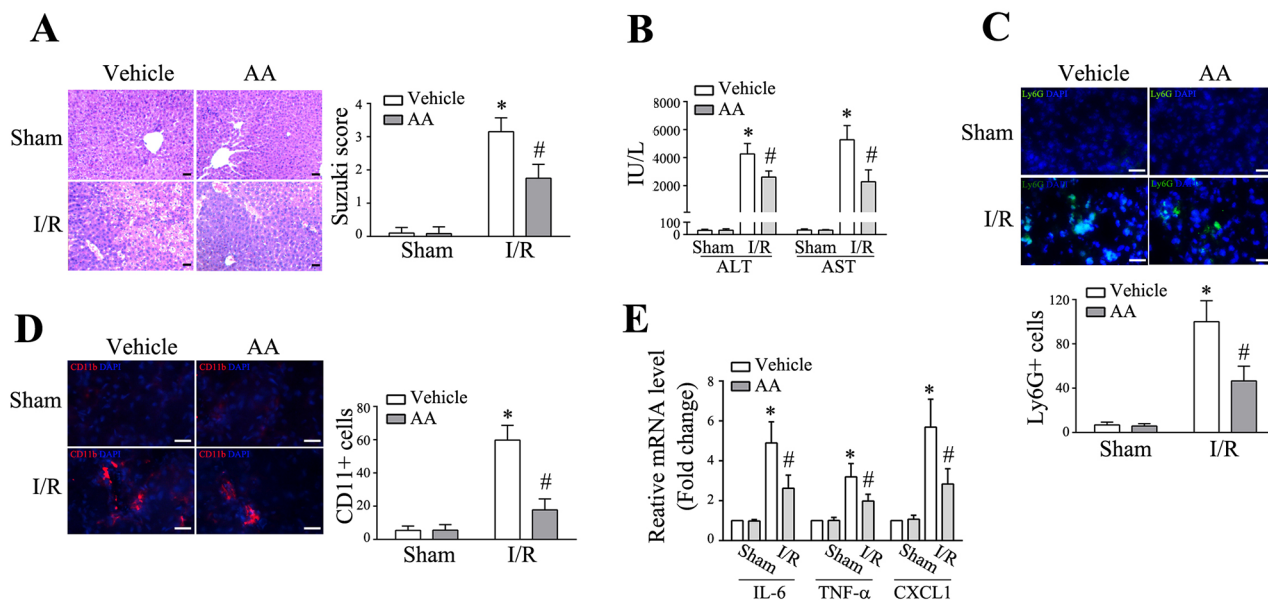 A
Vehicle AA
Sham
I/R
Suzuki score
5
4
3
2
1
0
Vehicle
AA
*
#
Sham I/R
B
IU/L
8000
6000
4000
2000
100
0
Vehicle
AA
* # * #
Sham I/R Sham I/R
ALT AST
C
Vehicle AA
Sham
I/R
Ly6G DAPI Ly6G DAPI
Ly6G DAPI Ly6G DAPI
Ly6G+ cells
120
80
40
0
Vehicle
AA
*
#
Sham I/R
D
Vehicle AA
Sham
I/R
CD11b DAPI CD11b DAPI
CD11b DAPI CD11b DAPI
CD11+ cells
80
60
40
20
0
Vehicle
AA
*
#
Sham I/R
E
Reative mRNA level
(Fold change)
8
6
4
2
0
Vehicle
AA
* # * # * #
Sham I/R Sham I/R Sham I/R
IL-6 TNF-α CXCL1